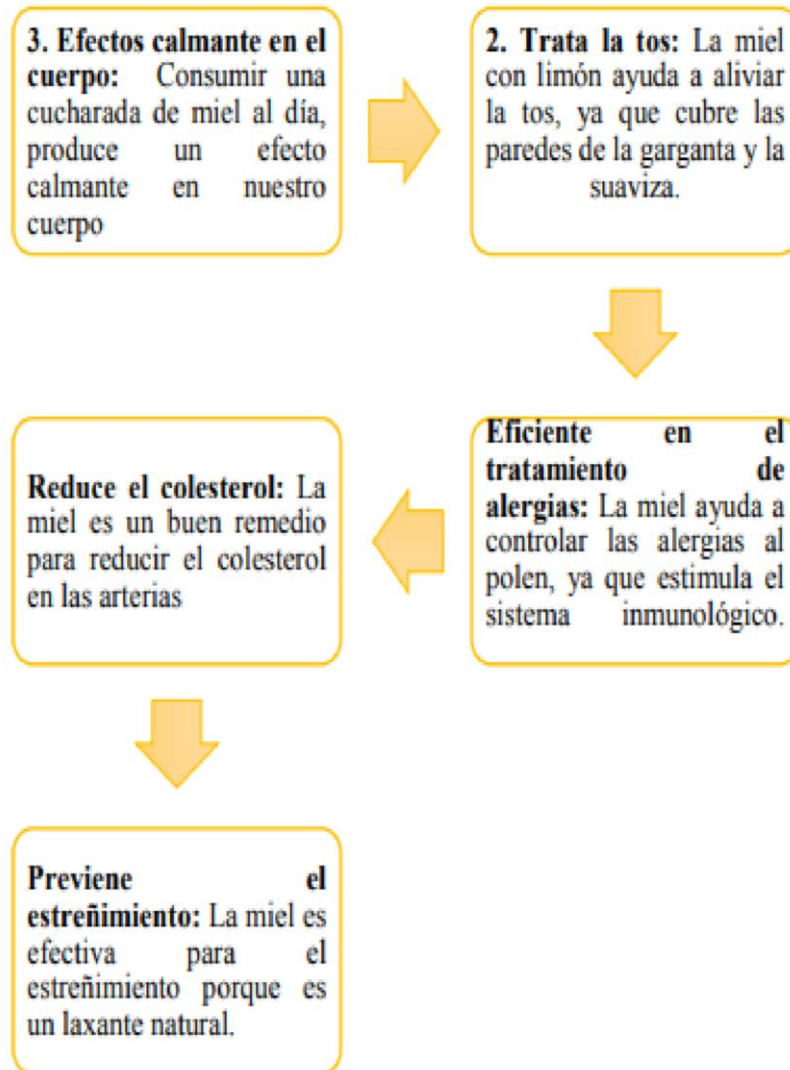 3. Efectos calmante en el
cuerpo: Consumir una
cucharada de miel al día,
produce un efecto
calmante en nuestro
cuerpo
2. Trata la tos: La miel
con limón ayuda a aliviar
la tos, ya que cubre las
paredes de la garganta y la
suaviza.
Eficiente en el
tratamiento de
alergias: La miel ayuda a
controlar las alergias al
polen, ya que estimula el
sistema inmunológico.
Reduce el colesterol: La
miel es un buen remedio
para reducir el colesterol
en las arterias
Previene el
estreñimiento: La miel es
efectiva para el
estreñimiento porque es
un laxante natural.